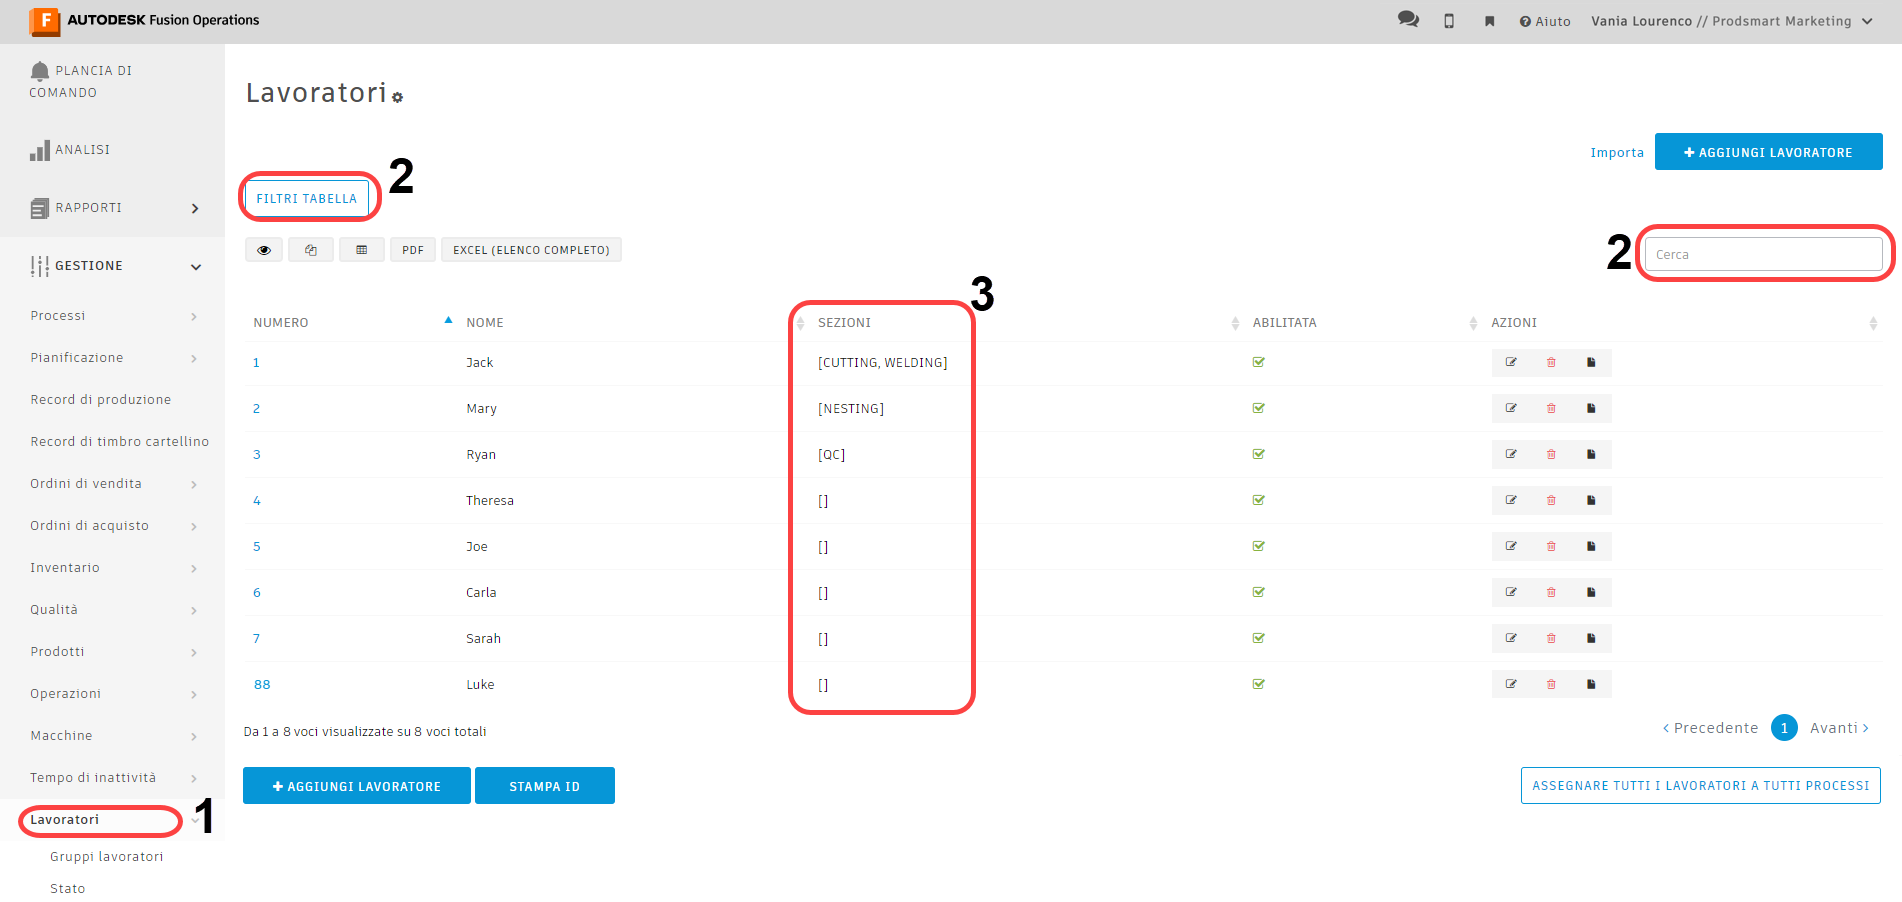 AUTODESK Fusion Operations
Aiuto
Vania Lourenco // Prodsmart Marketing
PLANCIA DI
COMANDO
ANALISI
RAPPORTI
GESTIONE
Processi
Pianificazione
Record di produzione
Record di timbro cartellino
Ordini di vendita
Ordini di acquisto
Inventario
Qualità
Prodotti
Operazioni
Macchine
Tempo di inattività
Lavoratori
1
Gruppi lavoratori
Stato
Lavoratori
Importa
+ AGGIUNGI LAVORATORE
FILTRI TABELLA
2
PDF
EXCEL (ELENCO COMPLETO)
2
Cerca
3
NUMERO NOME SEZIONI ABILITATA AZIONI
1 Jack [CUTTING, WELDING]
2 Mary [NESTING]
3 Ryan [QC]
4 Theresa []
5 Joe []
6 Carla []
7 Sarah []
88 Luke []
Da 1 a 8 voci visualizzate su 8 voci totali
‹ Precedente 1 Avanti ›
+ AGGIUNGI LAVORATORE
STAMPA ID
ASSEGNARE TUTTI I LAVORATORI A TUTTI PROCESSI